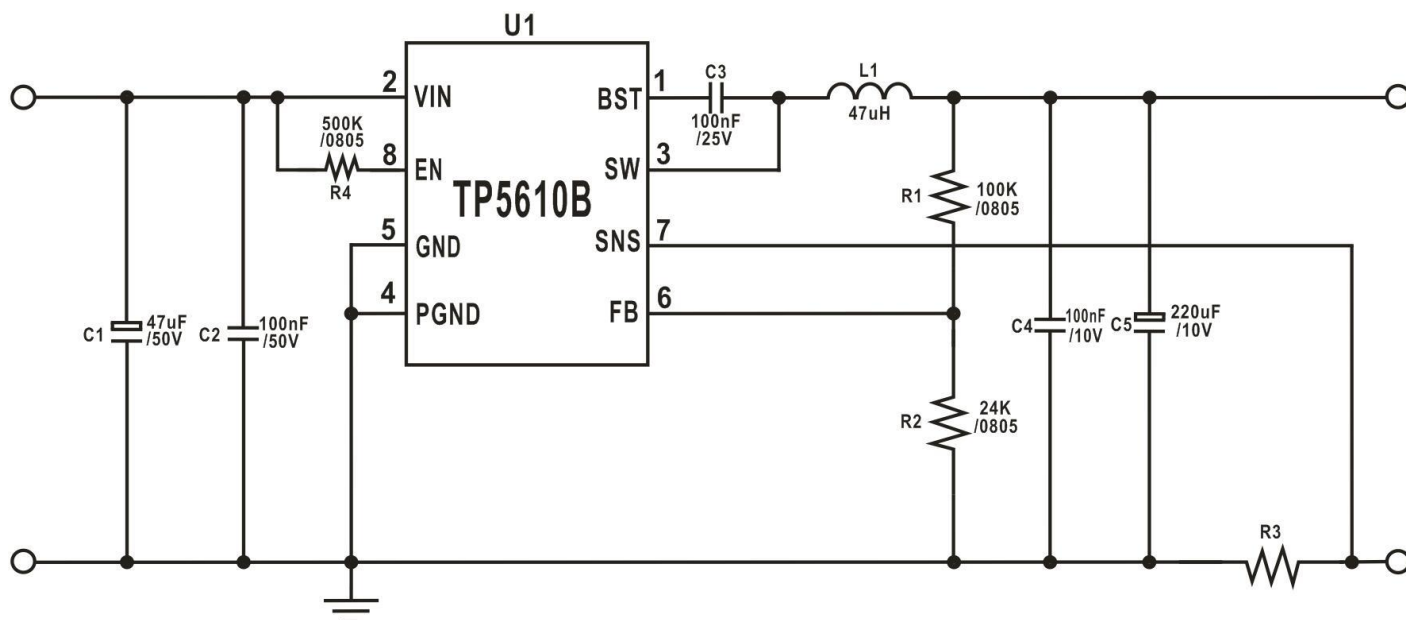 U1
2
VIN
BST
1
C3
100nF
/25V
L1
47uH
500K
/0805
R4
8
EN
SW
3
TP5610B
R1
100K
/0805
5
GND
SNS
7
4
PGND
FB
6
C1
47uF
/50V
C2
100nF
/50V
C4
100nF
/10V
C5
220uF
/10V
R2
24K
/0805
R3